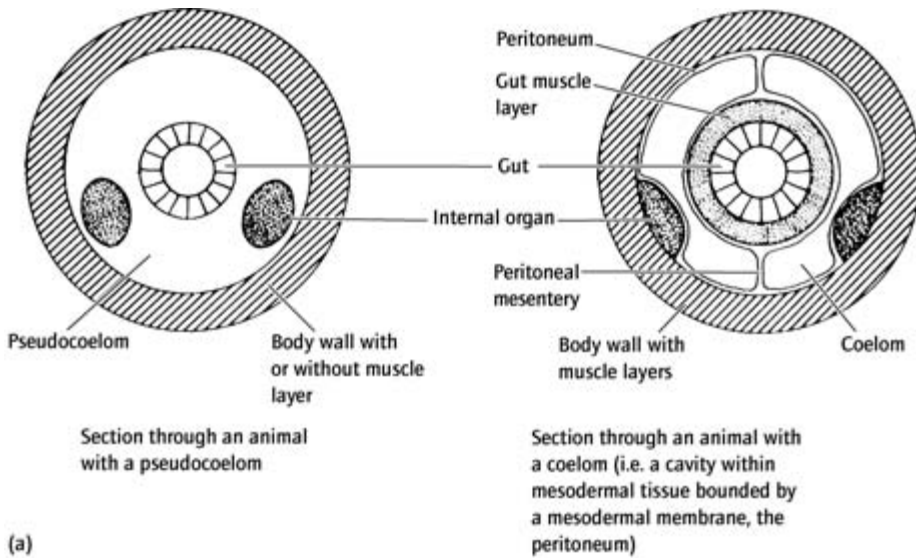 Peritoneum
Gut muscle
layer
Gut
Internal organ
Peritoneal
mesentery
Pseudocoelom
Body wall with
or without muscle
layer
Body wall with
muscle layers
Coelom
Section through an animal
with a pseudocoelom
Section through an animal with
a coelom (i.e. a cavity within
mesodermal tissue bounded by
a mesodermal membrane, the
peritoneum)
(a)